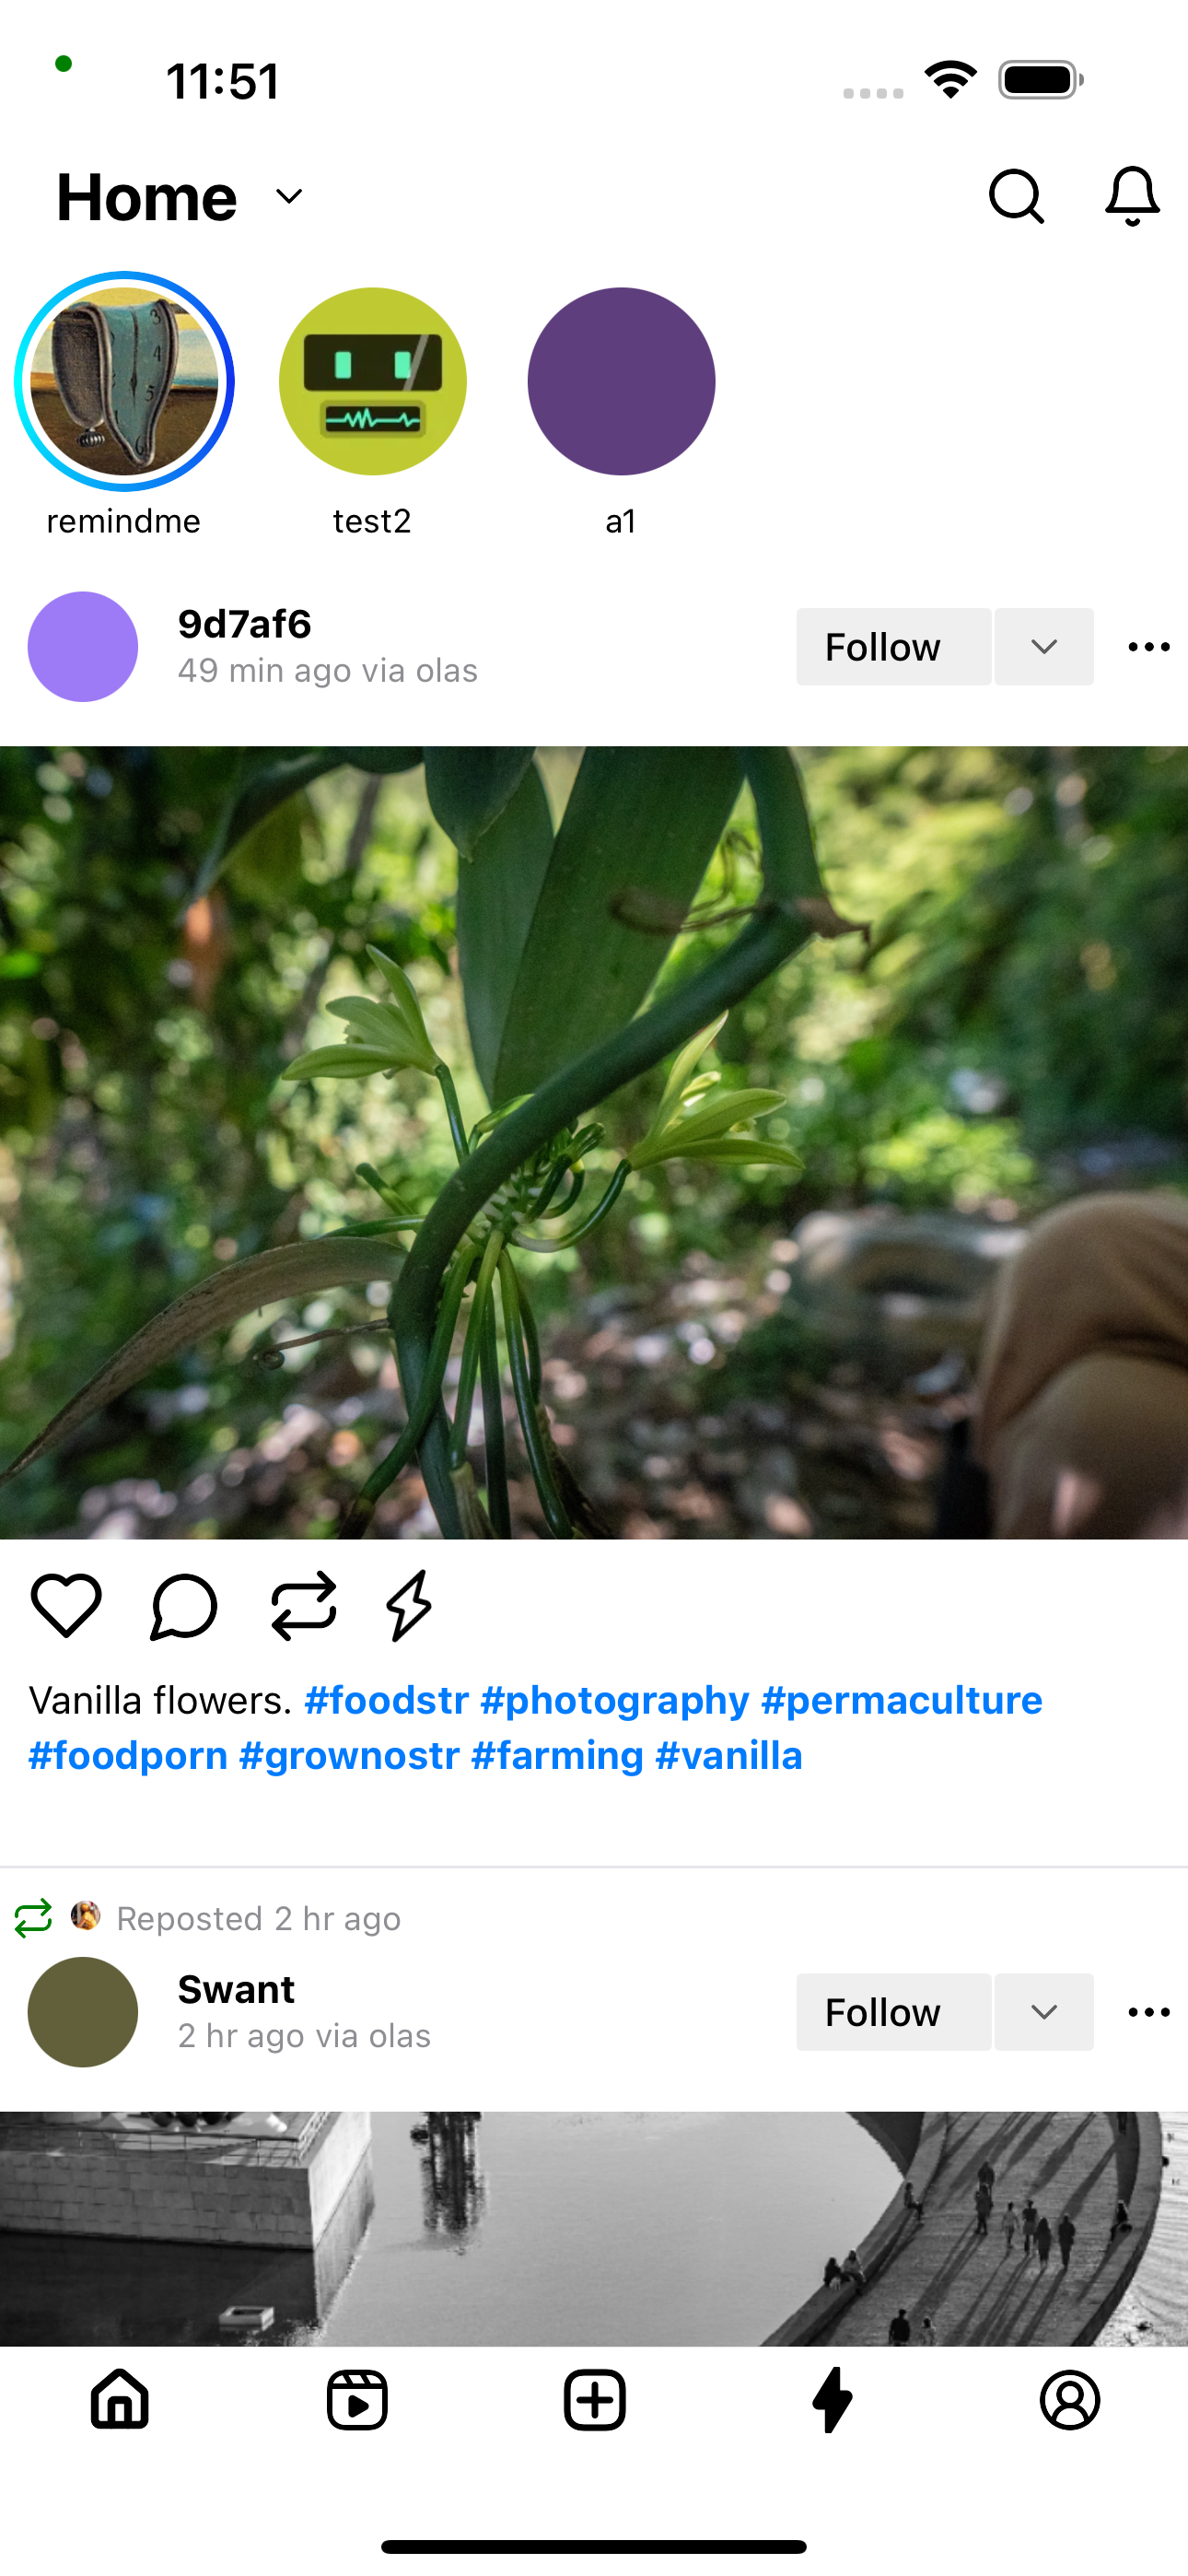 11:51
Home
remindme
test2
a1
9d7af6
49 min ago via olas
Follow
Vanilla flowers. #foodstr #photography #permaculture
#foodporn #grownostr #farming #vanilla
Reposted 2 hr ago
Swant
2 hr ago via olas
Follow